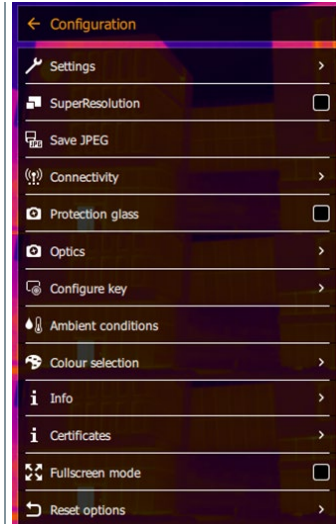 Configuration
Settings
SuperResolution
JPG
Save JPEG
Connectivity
Protection glass
Optics
Configure key
Ambient conditions
Colour selection
Info
Certificates
Fullscreen mode
Reset options